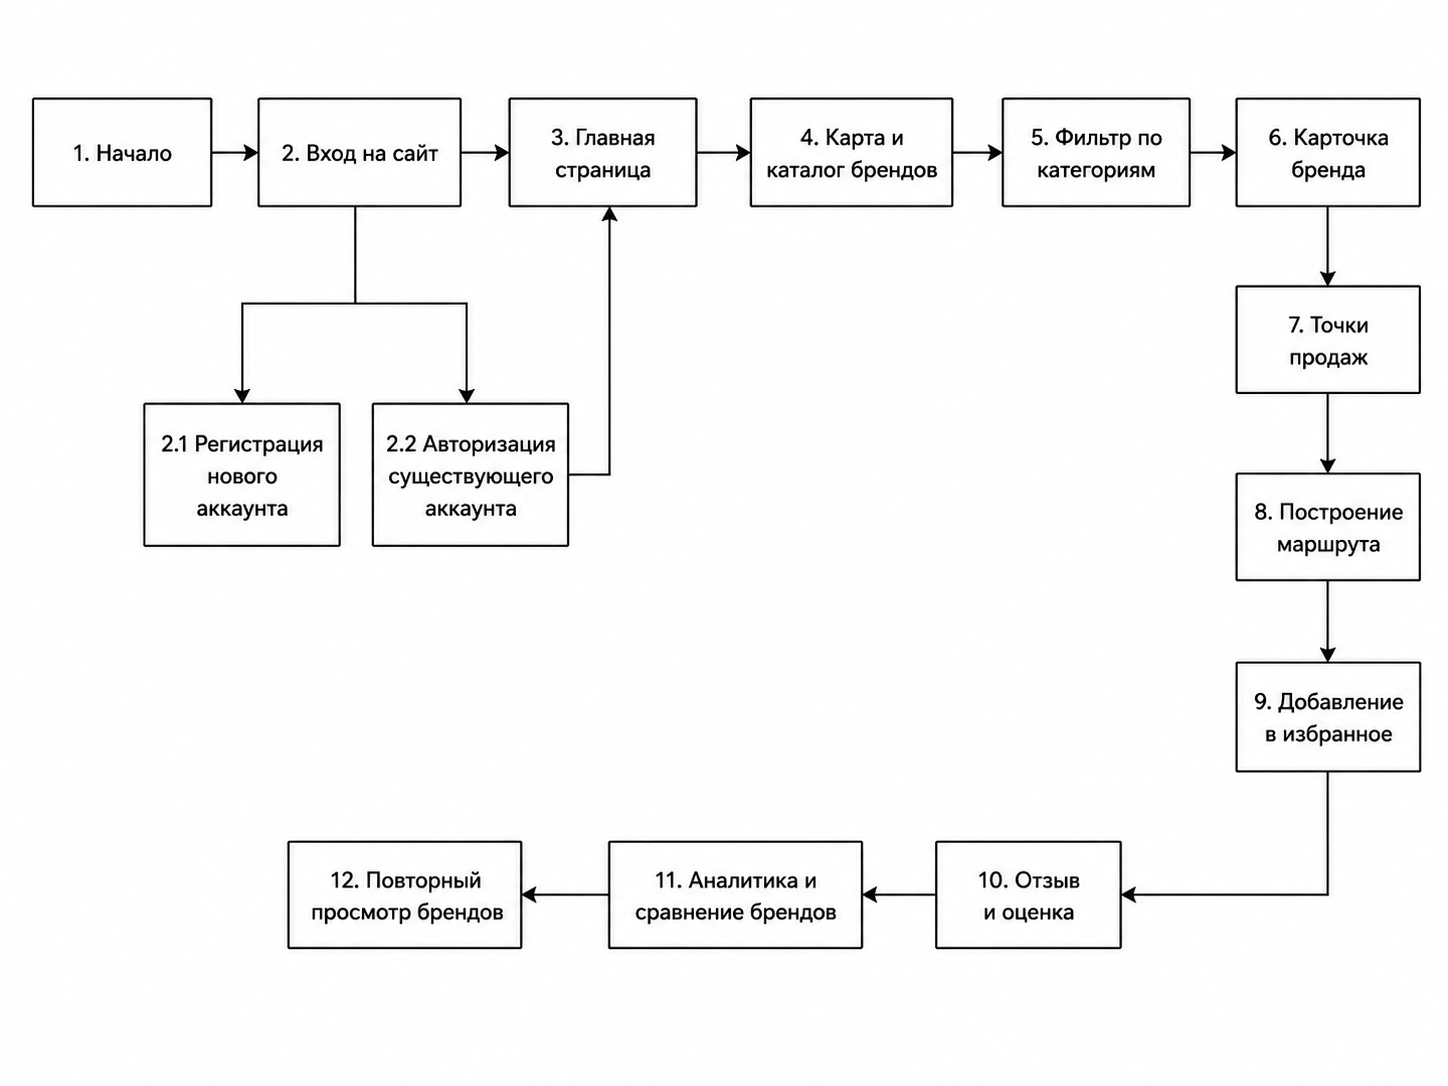 1. Начало
2. Вход на сайт
3. Главная
страница
4. Карта и
каталог брендов
5. Фильтр по
категориям
6. Карточка
бренда
2.1 Регистрация
нового
аккаунта
2.2 Авторизация
существующего
аккаунта
7. Точки
продаж
8. Построение
маршрута
9. Добавление
в избранное
10. Отзыв
и оценка
11. Аналитика и
сравнение брендов
12. Повторный
просмотр брендов